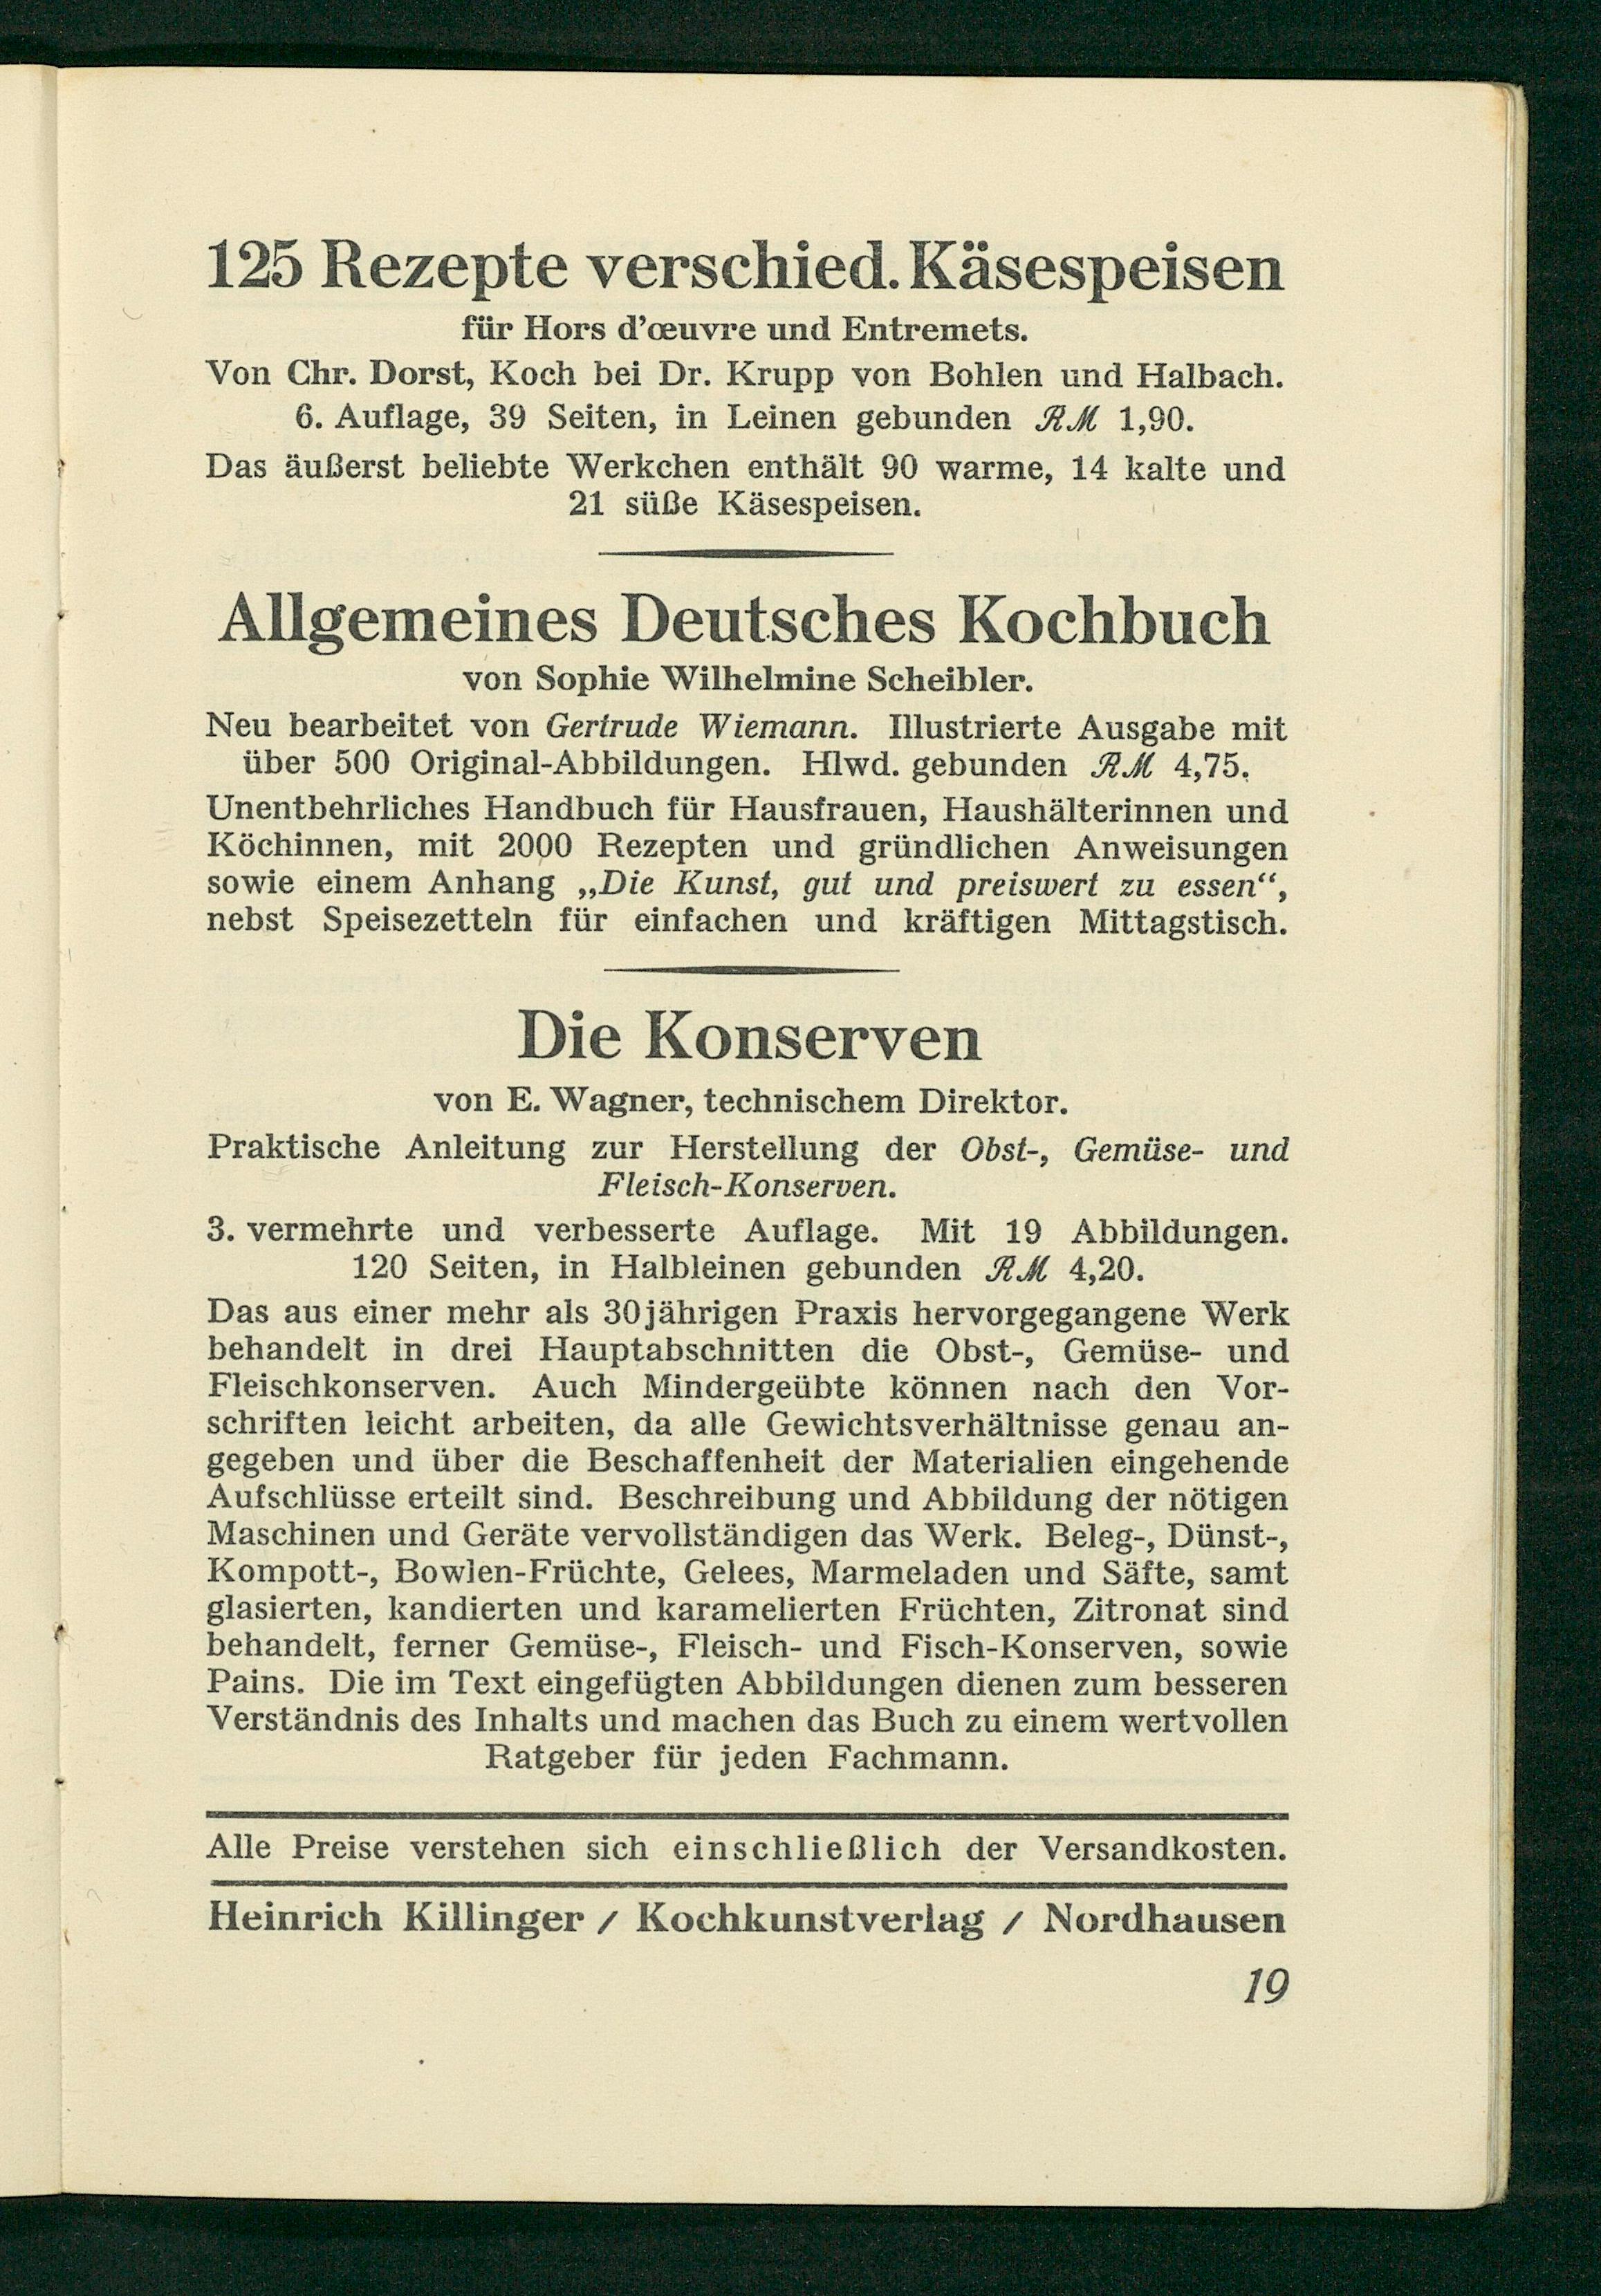 125 Rezepte verschied. Käsespeisen
für Hors d'œuvre und Entremets.
Von Chr. Dorst, Koch bei Dr. Krupp von Bohlen und Halbach.
6. Auflage, 39 Seiten, in Leinen gebunden RM 1,90.
Das äußerst beliebte Werkchen enthält 90 warme, 14 kalte und
21 süße Käsespeisen.
Allgemeines Deutsches Kochbuch
von Sophie Wilhelmine Scheibler.
Neu bearbeitet von Gertrude Wiemann. Illustrierte Ausgabe mit
über 500 Original-Abbildungen. Hlwd. gebunden RM 4,75.
Unentbehrliches Handbuch für Hausfrauen, Haushälterinnen und
Köchinnen, mit 2000 Rezepten und gründlichen Anweisungen
sowie einem Anhang „Die Kunst, gut und preiswert zu essen“,
nebst Speisezetteln für einfachen und kräftigen Mittagstisch.
Die Konserven
von E. Wagner, technischem Direktor.
Praktische Anleitung zur Herstellung der Obst-, Gemüse- und
Fleisch-Konserven.
3. vermehrte und verbesserte Auflage. Mit 19 Abbildungen.
120 Seiten, in Halbleinen gebunden RM 4,20.
Das aus einer mehr als 30jährigen Praxis hervorgegangene Werk
behandelt in drei Hauptabschnitten die Obst-, Gemüse- und
Fleischkonserven. Auch Mindergeübte können nach den Vor-
schriften leicht arbeiten, da alle Gewichtsverhältnisse genau an-
gegeben und über die Beschaffenheit der Materialien eingehende
Aufschlüsse erteilt sind. Beschreibung und Abbildung der nötigen
Maschinen und Geräte vervollständigen das Werk. Beleg-, Dünst-,
Kompott-, Bowlen-Früchte, Gelees, Marmeladen und Säfte, samt
glasierten, kandierten und karamelierten Früchten, Zitronat sind
behandelt, ferner Gemüse-, Fleisch- und Fisch-Konserven, sowie
Pains. Die im Text eingefügten Abbildungen dienen zum besseren
Verständnis des Inhalts und machen das Buch zu einem wertvollen
Ratgeber für jeden Fachmann.
Alle Preise verstehen sich einschließlich der Versandkosten.
Heinrich Killinger / Kochkunstverlag / Nordhausen
19